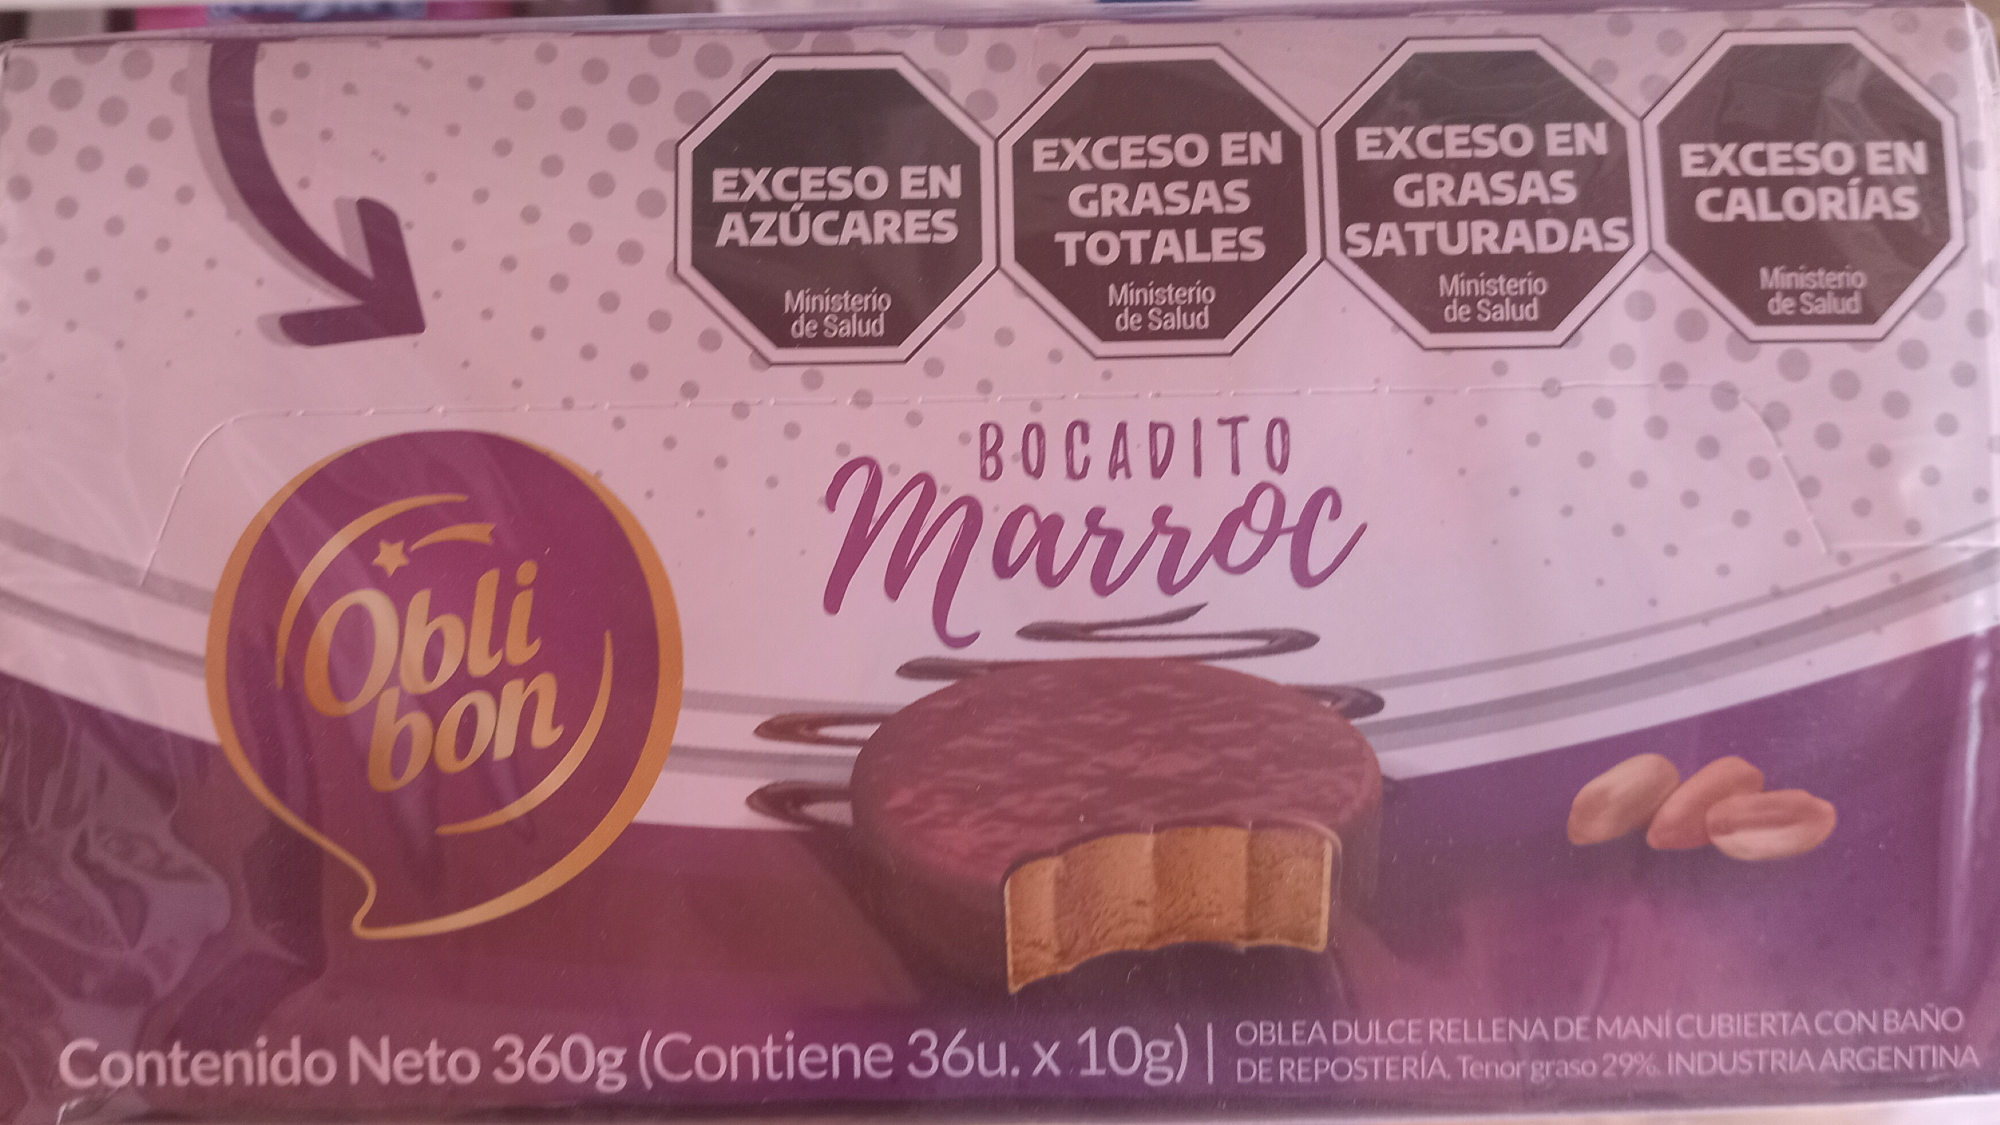 EXCESO EN
AZÚCARES
Ministerio
de Salud
EXCESO EN
GRASAS
TOTALES
Ministerio
de Salud
EXCESO EN
GRASAS
SATURADAS
Ministerio
de Salud
EXCESO EN
CALORÍAS
Ministerio
de Salud
BOCADITO
Marroc
Obli
bon
Contenido Neto 360g (Contiene 36u. x 10g)
OBLEA DULCE RELLENA DE MANÍ CUBIERTA CON BAÑO
DE REPOSTERÍA. Tenor graso 29%. INDUSTRIA ARGENTINA